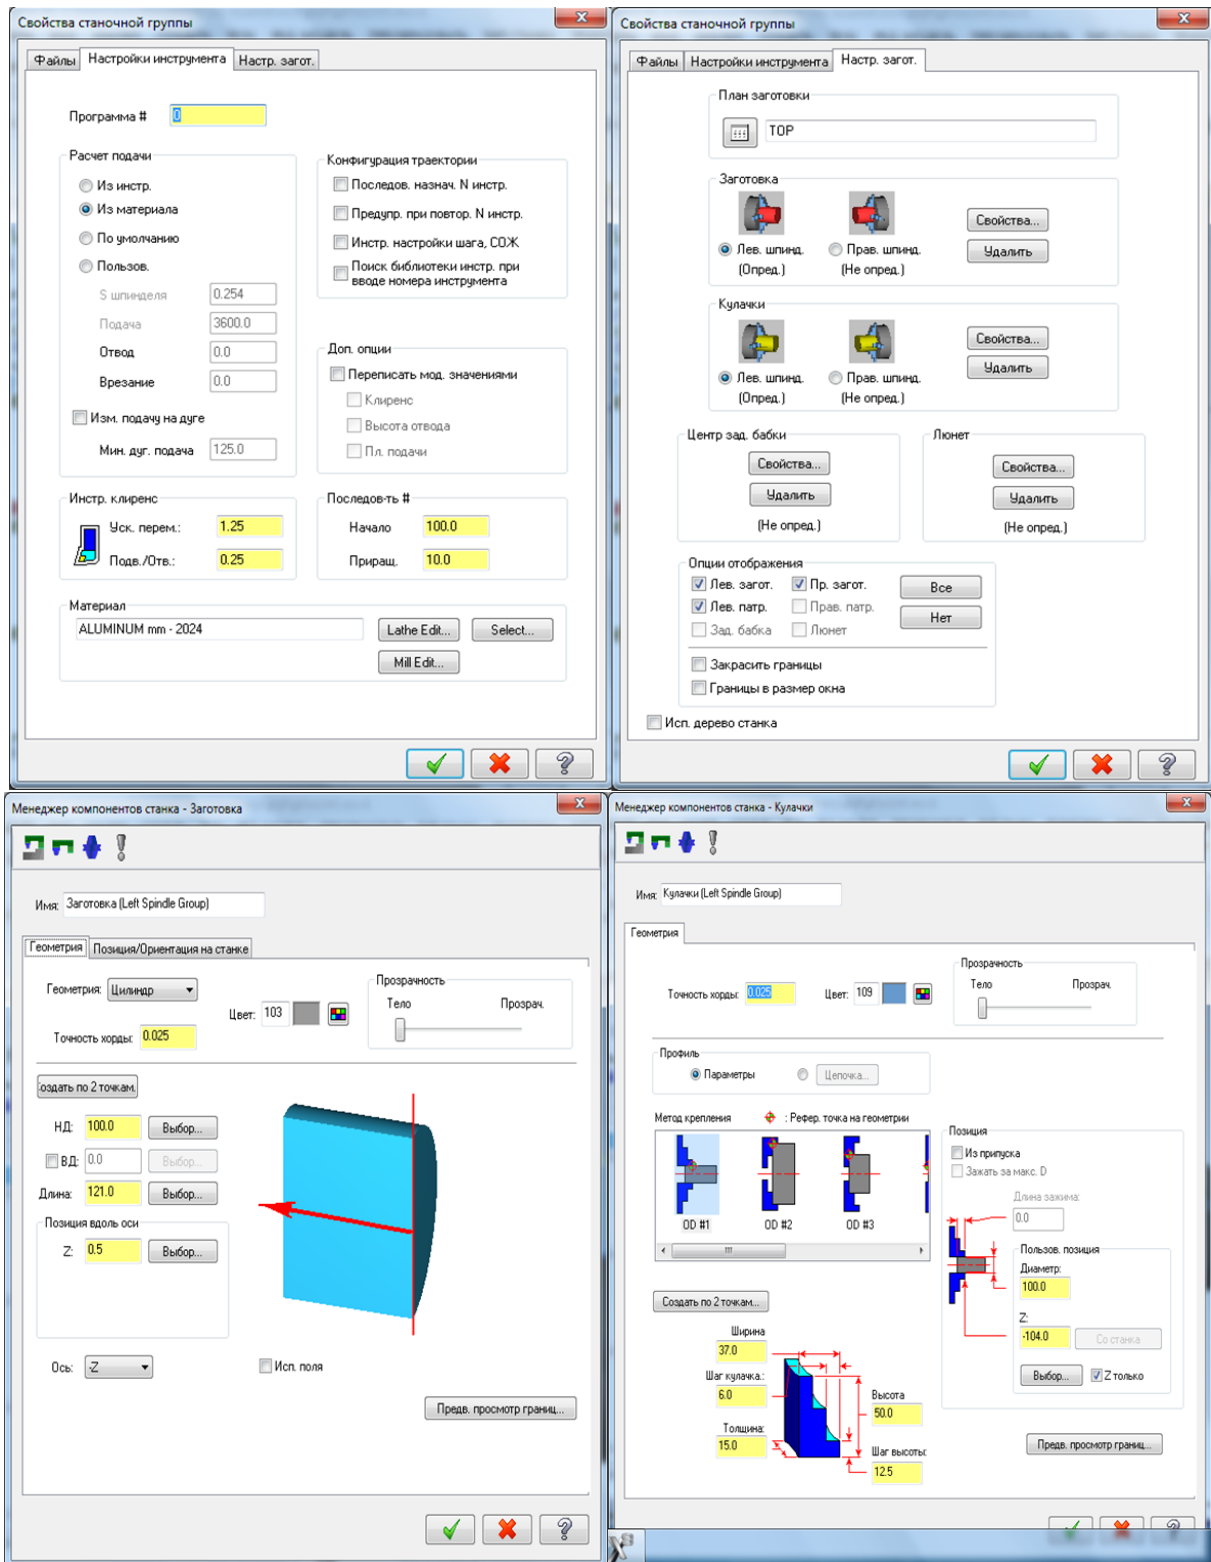 Свойства станочной группы
Файлы
Настройки инструмента
Настр. загот.
Программа #
0
Расчет подачи
Из инстр.
Из материала
По умолчанию
Пользов.
S шпинделя
0.254
Подача
3600.0
Отвод
0.0
Врезание
0.0
Изм. подачу на дуге
Мин. дуг. подача
125.0
Конфигурация траектории
Последов. назнач. N инстр.
Предупр. при повтор. N инстр.
Инстр. настройки шага, СОЖ
Поиск библиотеки инстр. при
вводе номера инструмента
Доп. опции
Переписать мод. значениями
Клиренс
Высота отвода
Пл. подачи
Инстр. клиренс
Уск. перем.:
1.25
Подв./Отв.:
0.25
Последов-ть #
Начало
100.0
Приращ.
10.0
Материал
ALUMINUM mm - 2024
Lathe Edit...
Select...
Mill Edit...
Свойства станочной группы
Файлы
Настройки инструмента
Настр. загот.
План заготовки
TOP
Заготовка
Лев. шпинд.
(Опред.)
Прав. шпинд.
(Не опред.)
Свойства...
Удалить
Кулачки
Лев. шпинд.
(Опред.)
Прав. шпинд.
(Не опред.)
Свойства...
Удалить
Центр зад. бабки
Свойства...
Удалить
(Не опред.)
Люнет
Свойства...
Удалить
(Не опред.)
Опции отображения
Лев. загот.
Пр. загот.
Все
Лев. патр.
Прав. патр.
Нет
Зад. бабка
Люнет
Закрасить границы
Границы в размер окна
Исп. дерево станка
Менеджер компонентов станка - Заготовка
Имя:
Заготовка (Left Spindle Group)
Геометрия
Позиция/Ориентация на станке
Геометрия:
Цилиндр
Цвет:
103
Прозрачность
Тело
Прозрач.
Точность хорды:
0.025
Создать по 2 точкам.
НД:
100.0
Выбор...
ВД:
0.0
Выбор...
Длина:
121.0
Выбор...
Позиция вдоль оси
Z:
0.5
Выбор...
Ось:
-Z
Исп. поля
Предв. просмотр границ...
Менеджер компонентов станка - Кулачки
Имя:
Кулачки (Left Spindle Group)
Геометрия
Точность хорды:
0.025
Цвет:
109
Прозрачность
Тело
Прозрач.
Профиль
Параметры
Цепочка...
Метод крепления
: Рефер. точка на геометрии
OD #1
OD #2
OD #3
Создать по 2 точкам...
Ширина
37.0
Шаг кулачка.:
6.0
Толщина:
15.0
Высота
50.0
Шаг высоты:
12.5
Позиция
Из припуска
Зажать за макс. D
Длина зажима:
0.0
Пользов. позиция
Диаметр:
100.0
Z:
-104.0
Со станка
Выбор...
Z только
Предв. просмотр границ...